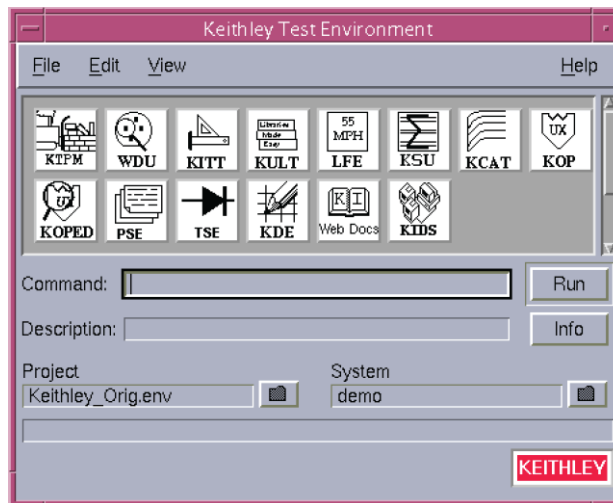 Keithley Test Environment
File Edit View Help
Libraries
Made
Easy
55
MPH
UX
KTPM WDU KITT KULT LFE KSU KCAT KOP
UX
K I
KOPED PSE TSE KDE Web Docs KIDS
Command: Run
Description: Info
Project System
Keithley_Orig.env demo
KEITHLEY